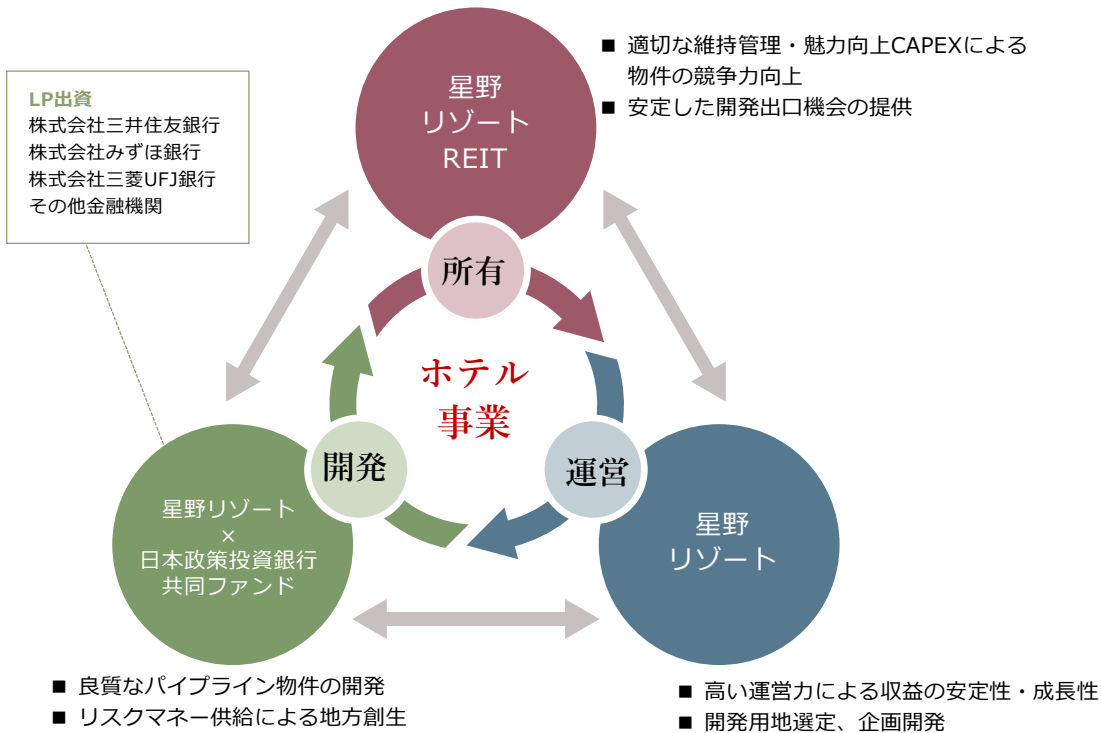 ■ 適切な維持管理・魅力向上CAPEXによる
物件の競争力向上
■ 安定した開発出口機会の提供
LP出資
株式会社三井住友銀行
株式会社みずほ銀行
株式会社三菱UFJ銀行
その他金融機関
星野
リゾート
REIT
所有
ホテル
事業
開発
運営
星野リゾート
×
日本政策投資銀行
共同ファンド
星野
リゾート
■ 良質なパイプライン物件の開発
■ リスクマネー供給による地方創生
■ 高い運営力による収益の安定性・成長性
■ 開発用地選定、企画開発